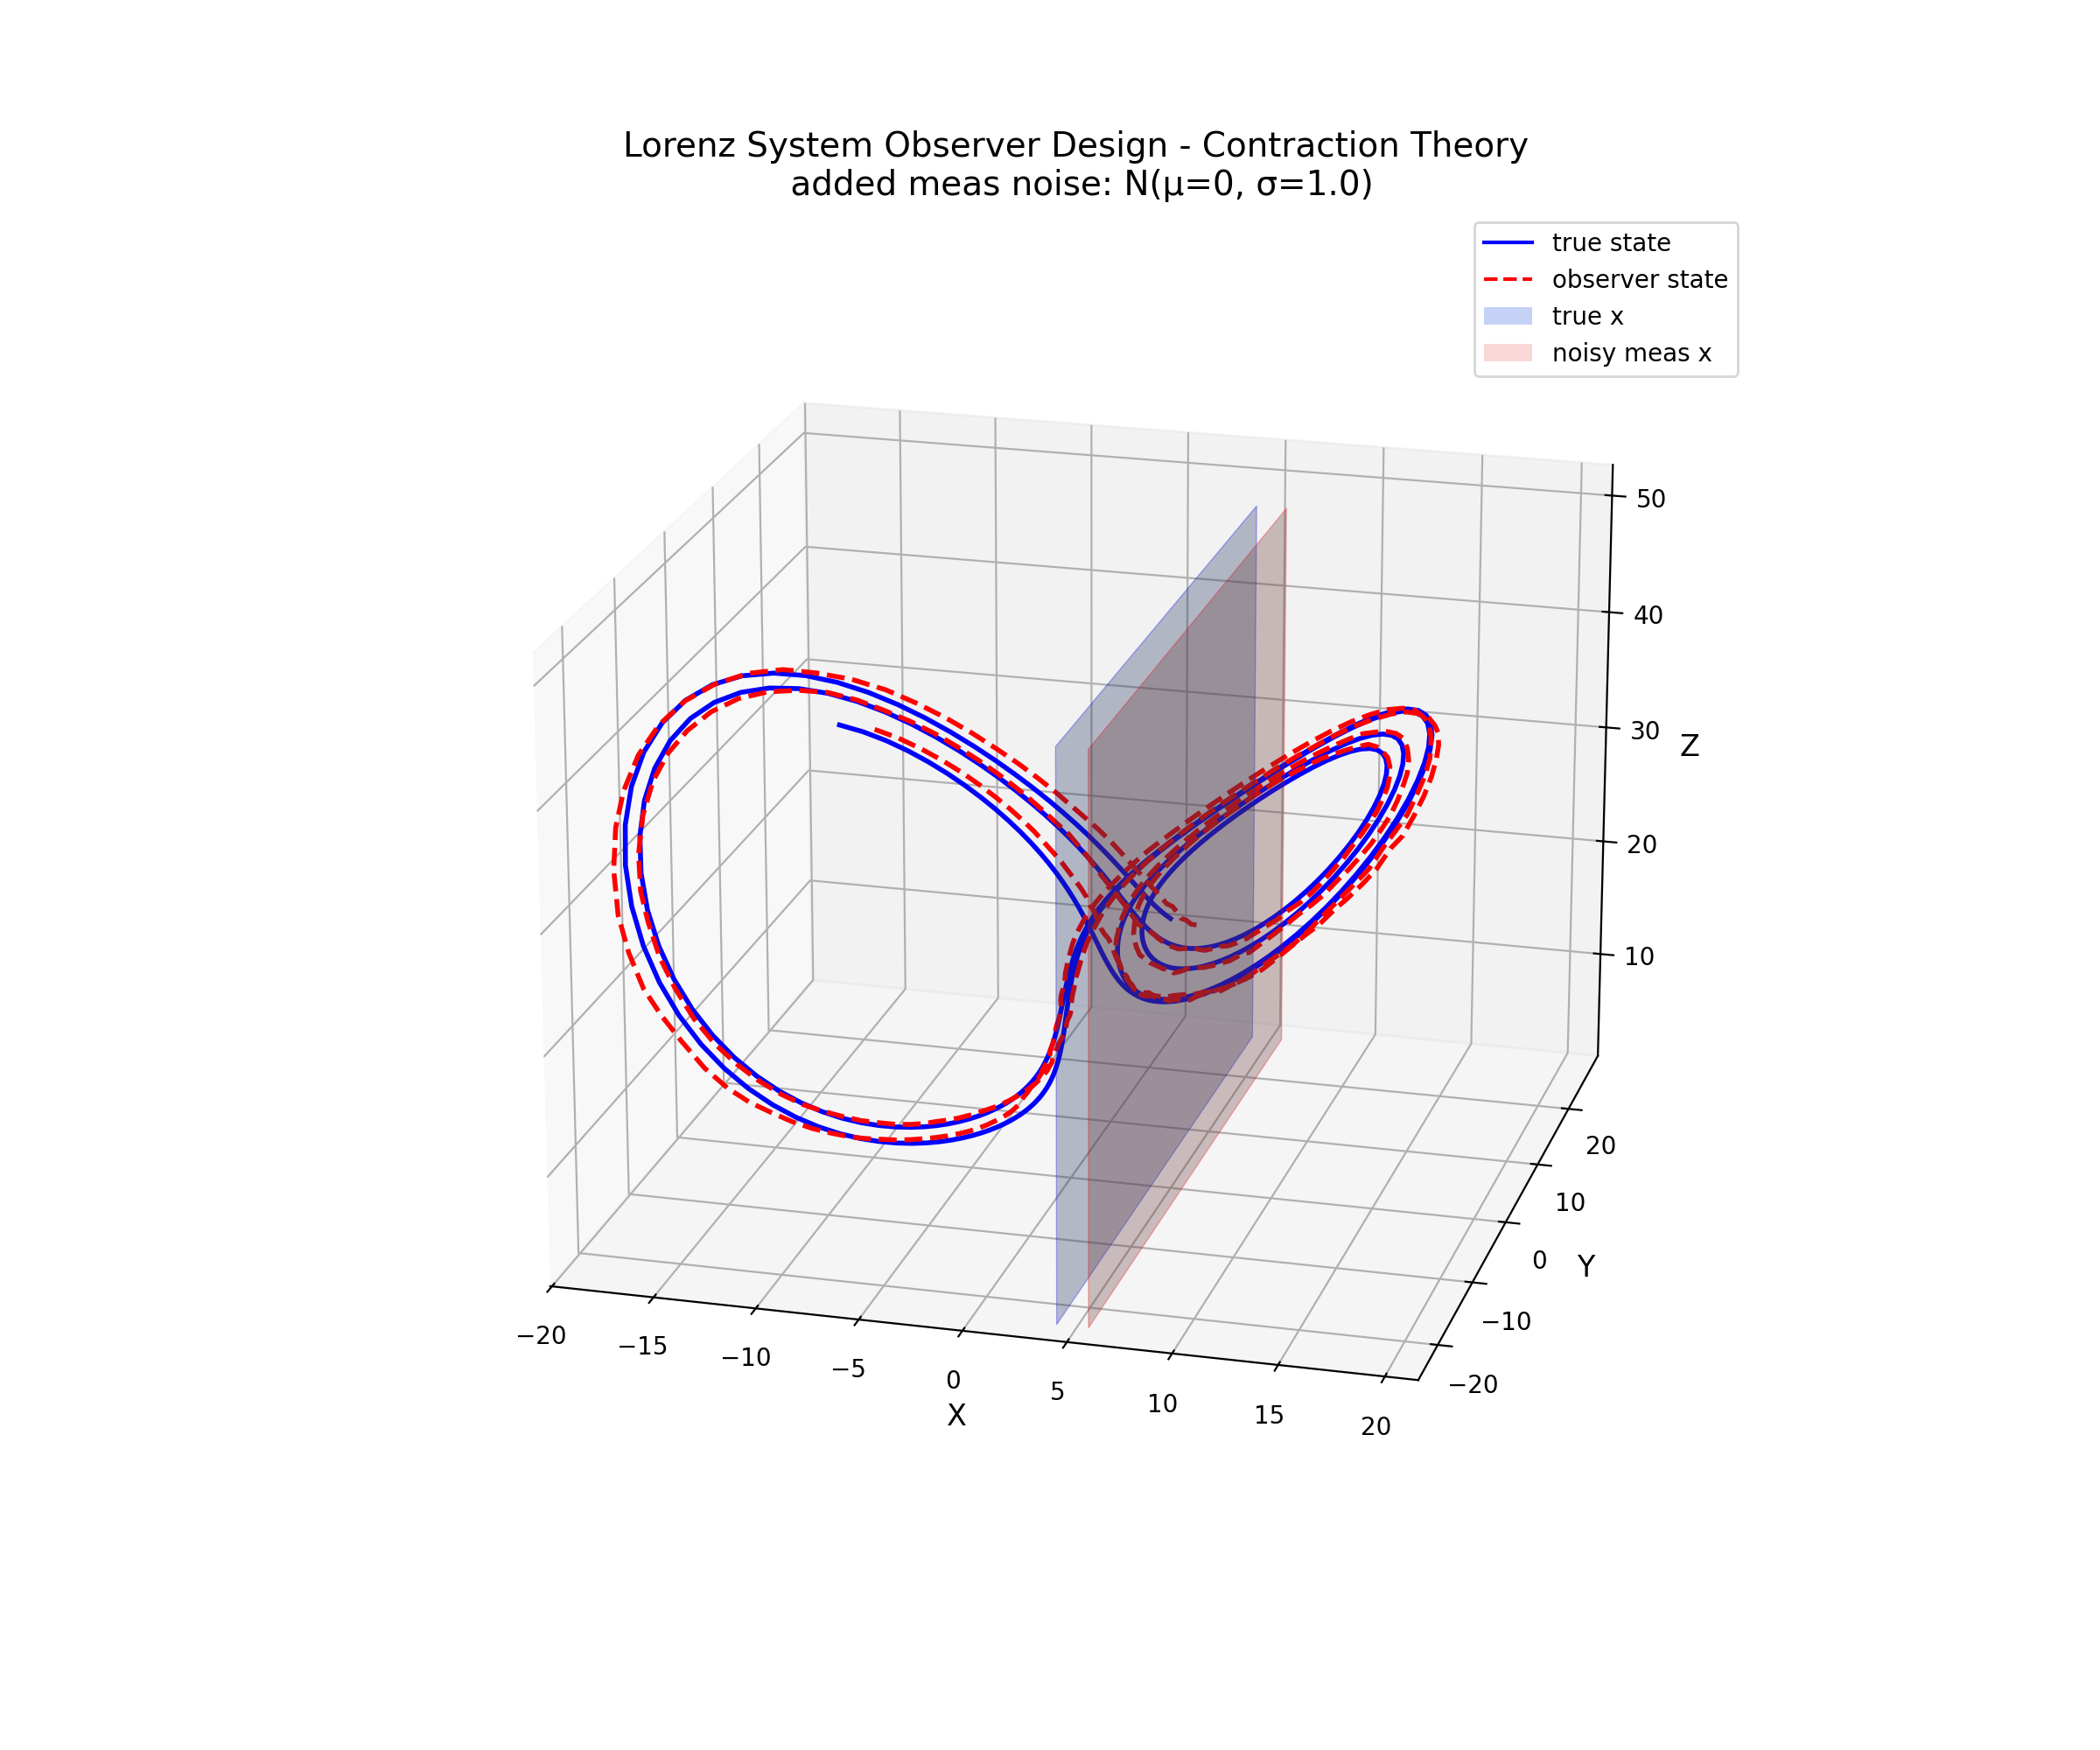 Lorenz System Observer Design - Contraction Theory
added meas noise: N(μ=0, σ=1.0)
true state
observer state
true x
noisy meas x
50
40
30
Z
20
10
20
10
0
Y
−10
−20
−20
−15
−10
−5
0
5
10
15
20
X